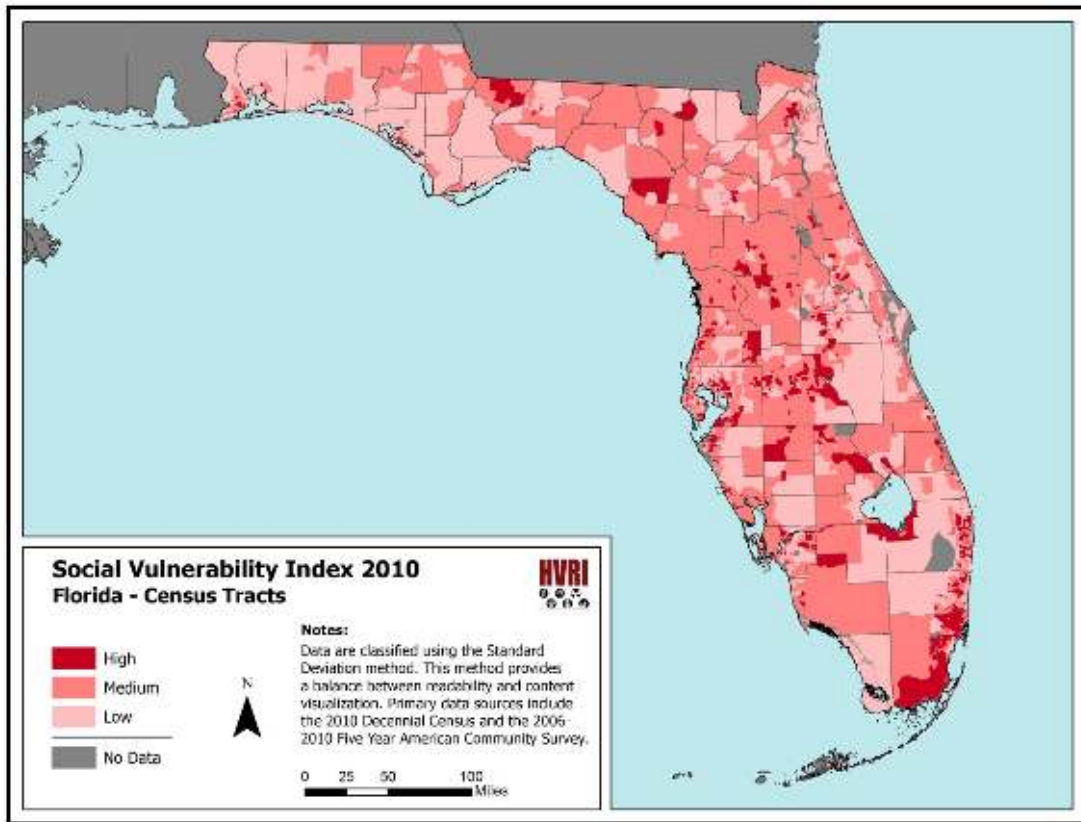 Social Vulnerability Index 2010
Florida - Census Tracts
HVRI
High
Medium
Low
No Data
N
Notes:
Data are classified using the Standard
Deviation method. This method provides
a balance between readability and content
visualization. Primary data sources include
the 2010 Decennial Census and the 2006-
2010 Five Year American Community Survey.
0 25 50 100
Miles